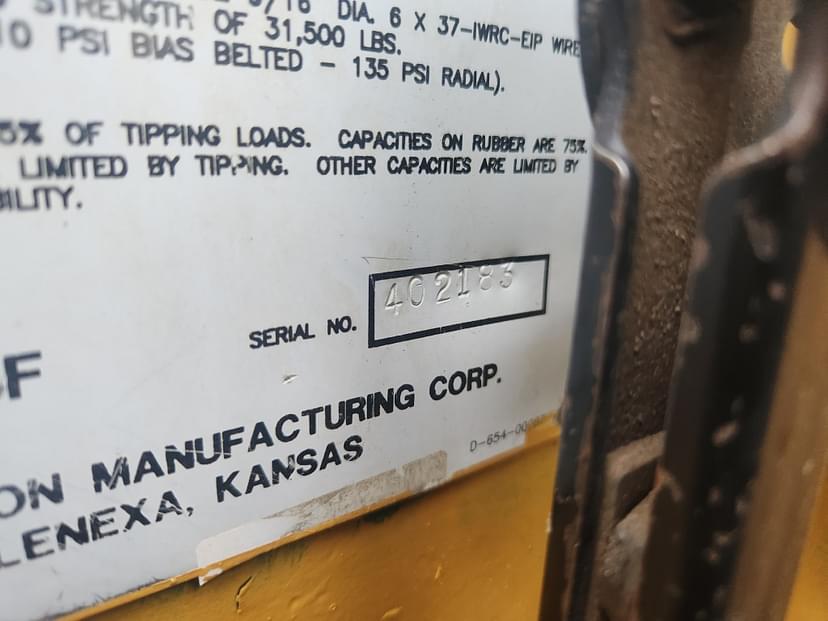 STRENGTH OF 31,500 LBS.
DIA. 6 X 37-IWRC-EIP WIRE
PSI BIAS BELTED - 135 PSI RADIAL).
5% OF TIPPING LOADS. CAPACITIES ON RUBBER ARE 75%
LIMITED BY TIPPING. OTHER CAPACITIES ARE LIMITED BY
BILITY.
SERIAL NO. 402183
F
ON MANUFACTURING CORP.
LENEXA, KANSAS